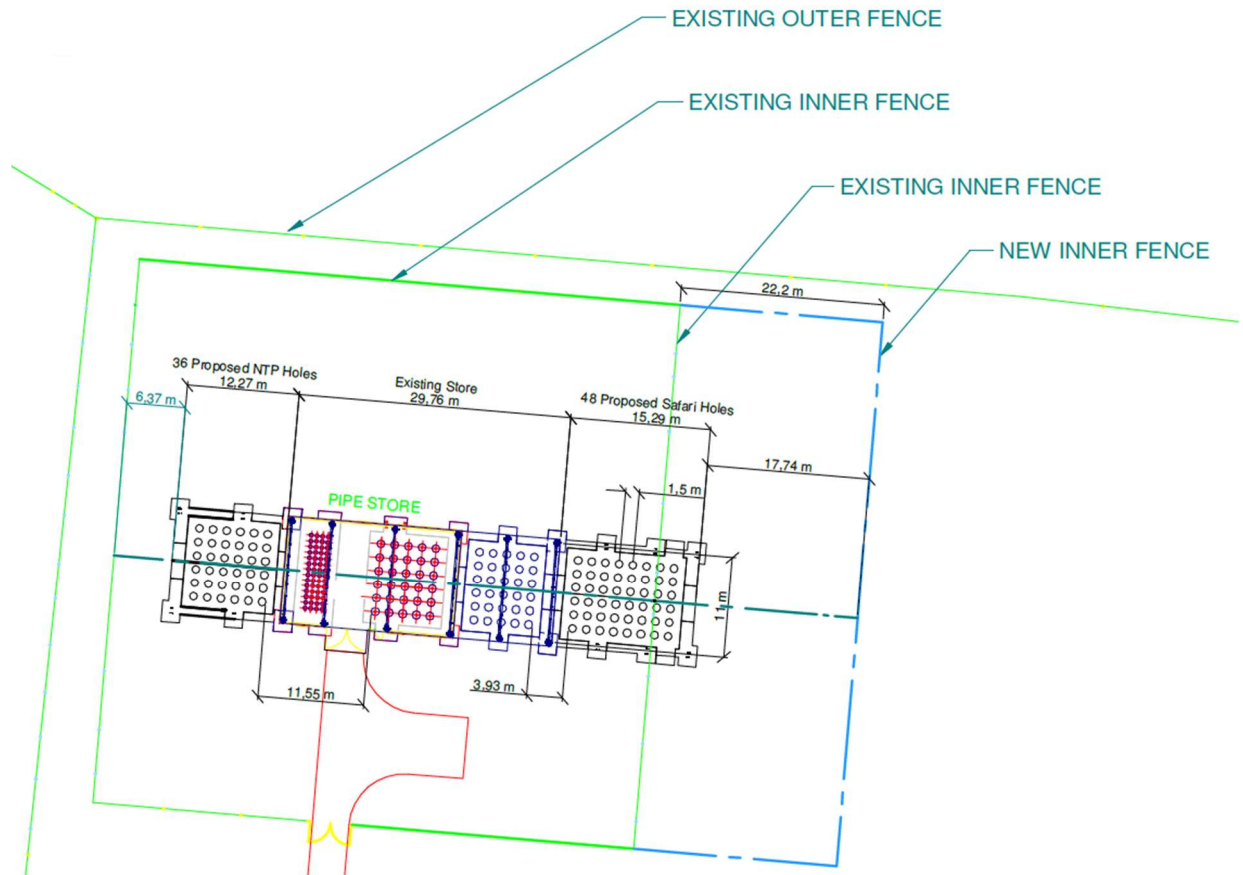 EXISTING OUTER FENCE
EXISTING INNER FENCE
EXISTING INNER FENCE
NEW INNER FENCE
22,2 m
36 Proposed NTP Holes
12,27 m
Existing Store
29,76 m
48 Proposed Safari Holes
15,29 m
6,37 m
17,74 m
1,5 m
PIPE STORE
11 m
11,55 m
3,93 m